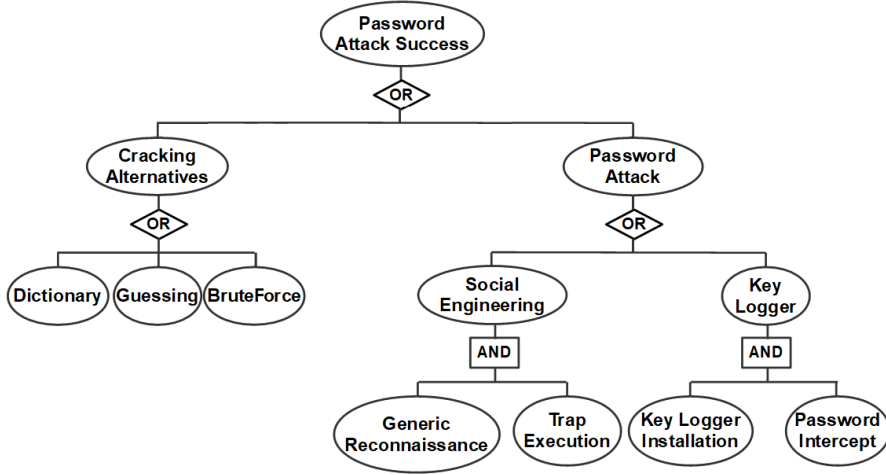 Password
Attack Success
OR
Cracking
Alternatives
Password
Attack
OR
OR
Dictionary
Guessing
BruteForce
Social
Engineering
Key
Logger
AND
AND
Generic
Reconnaissance
Trap
Execution
Key Logger
Installation
Password
Intercept